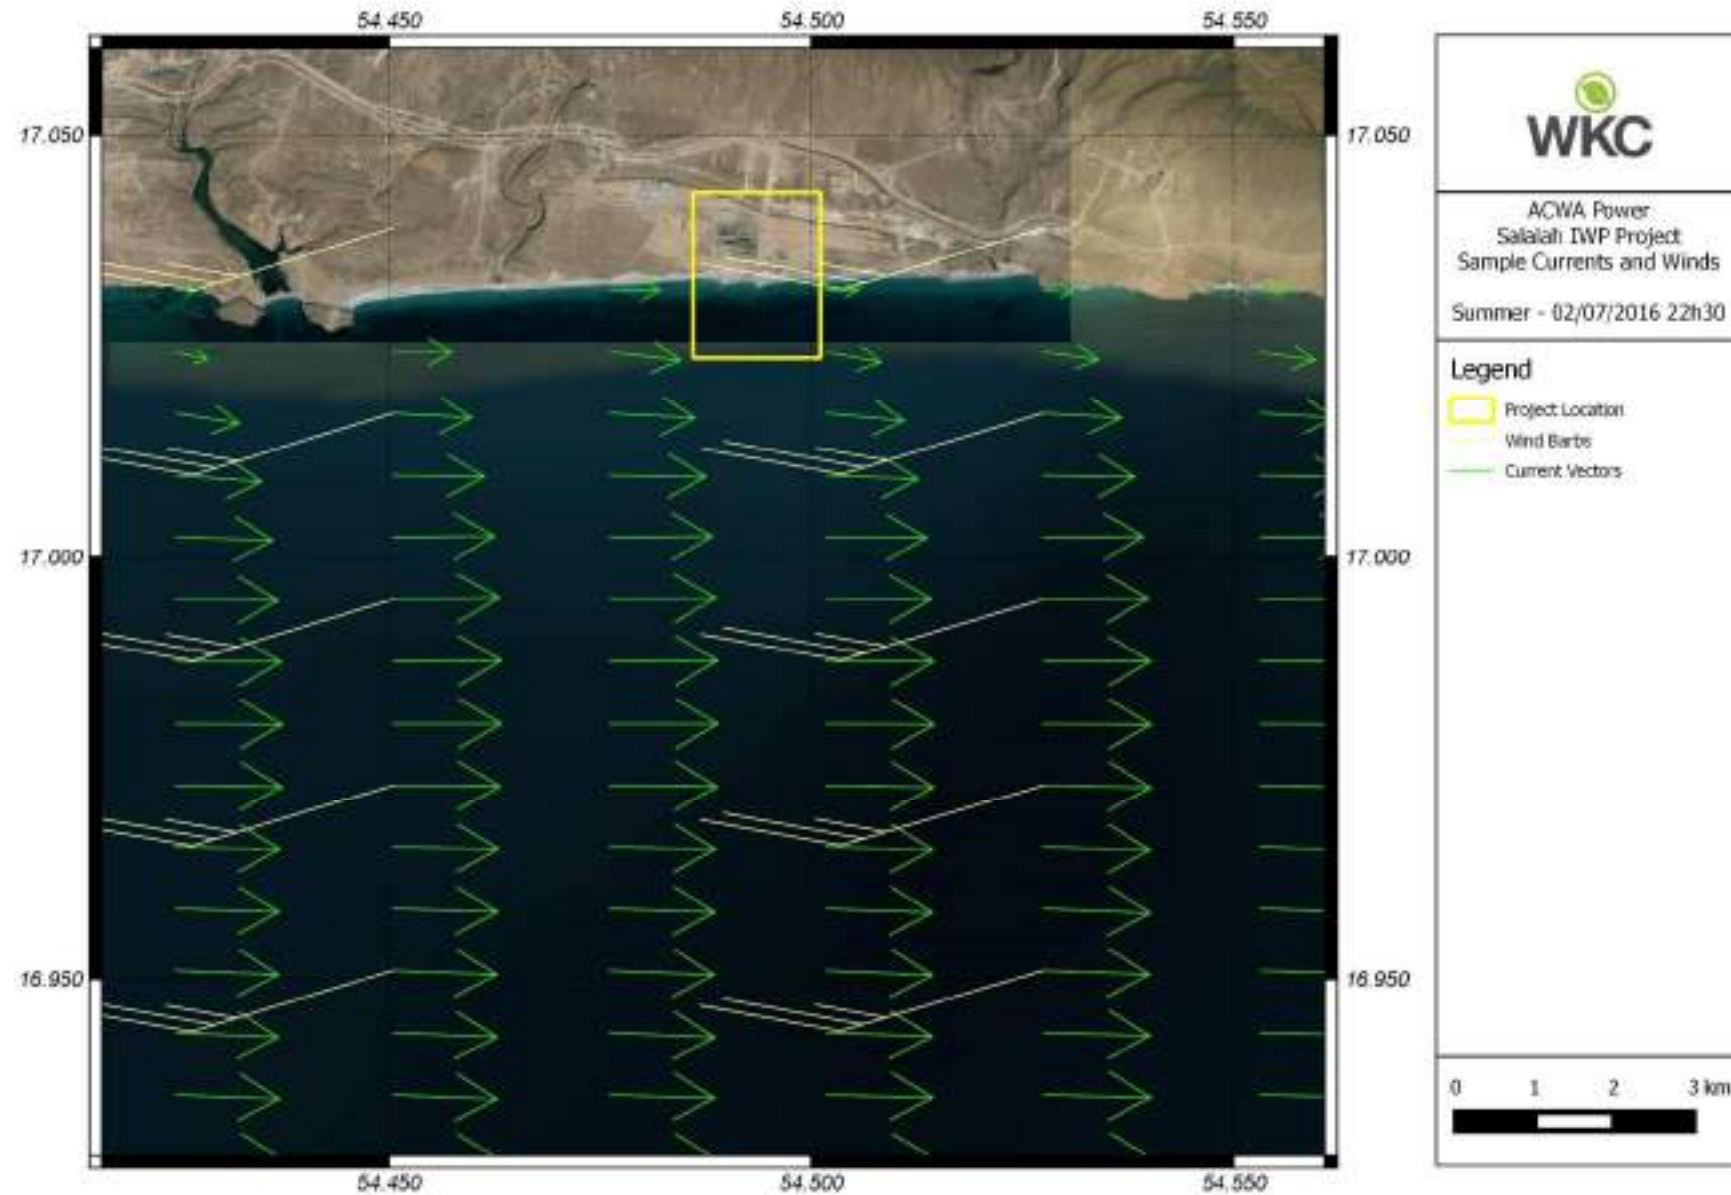 54.450 54.500 54.550
17.050 17.050
17.000 17.000
16.950 16.950
54.450 54.500 54.550
WKC
ACWA Power
Salalah IWP Project
Sample Currents and Winds
Summer - 02/07/2016 22h30
Legend
Project Location
Wind Barbs
Current Vectors
0 1 2 3 km